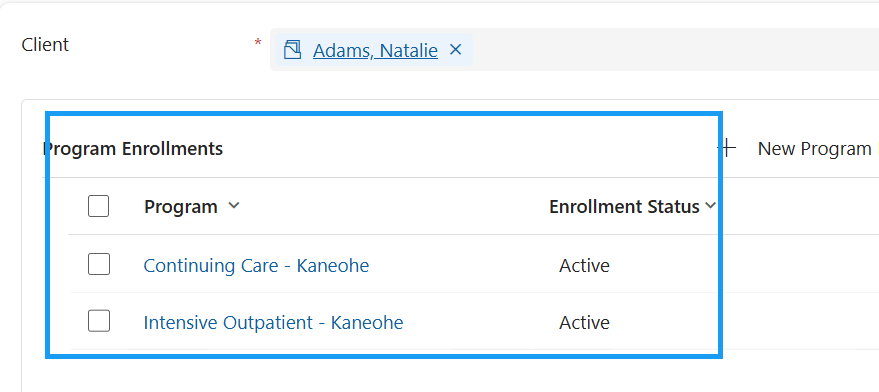 Client * Adams, Natalie
Program Enrollments + New Program
Program Enrollment Status
Continuing Care - Kaneohe Active
Intensive Outpatient - Kaneohe Active